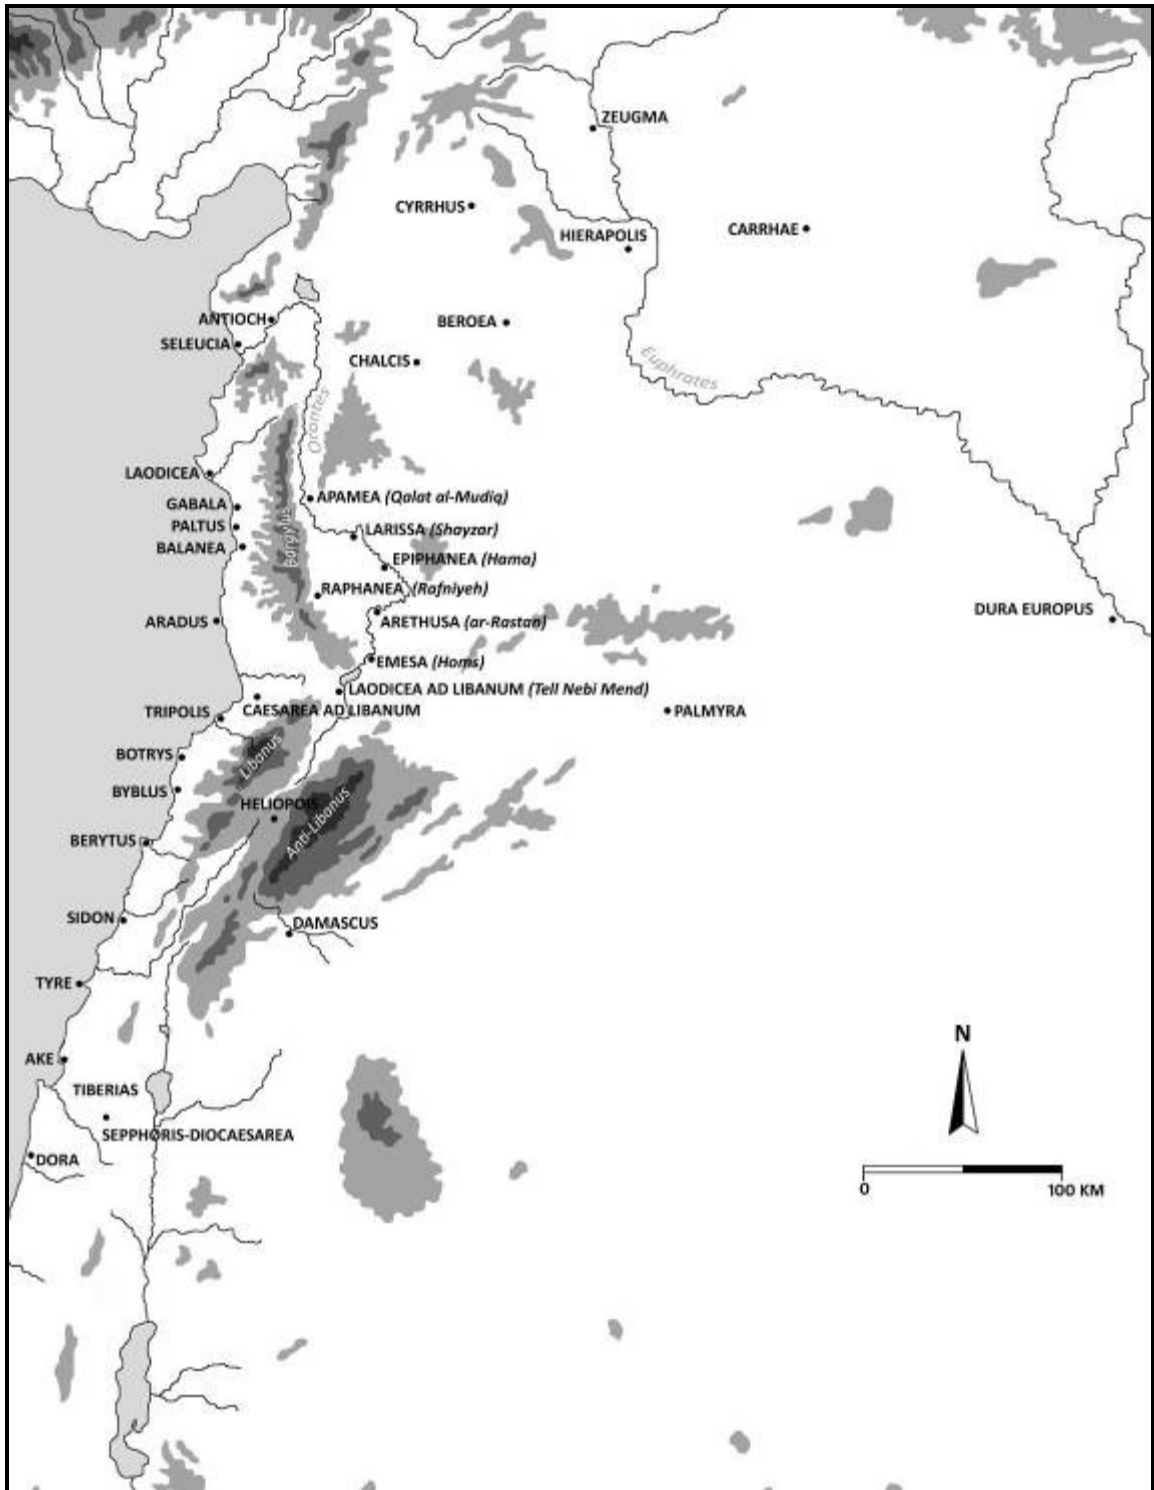 ZEUGMA
CYRRHUS
HIERAPOLIS
CARRHAE
ANTIOCH
BEROEA
SELEUCIA
CHALCIS
Euphrates
Orontes
LAODICEA
APAMEA (Qalat al-Mudiq)
GABALA
PALTUS
LARISSA (Shayzar)
BALANEA
Bargylus
EPIPHANEA (Hama)
RAPHANEA (Rafniyeh)
DURA EUROPUS
ARADUS
ARETHUSA (ar-Rastan)
EMESA (Homs)
LAODICEA AD LIBANUM (Tell Nebi Mend)
TRIPOLIS
CAESAREA AD LIBANUM
PALMYRA
BOTRYS
Libanus
BYBLUS
HELIOPOIS
Anti-Libanus
BERYTUS
SIDON
DAMASCUS
TYRE
N
AKE
TIBERIAS
SEPPHORIS-DIOCAESAREA
DORA
0 100 KM